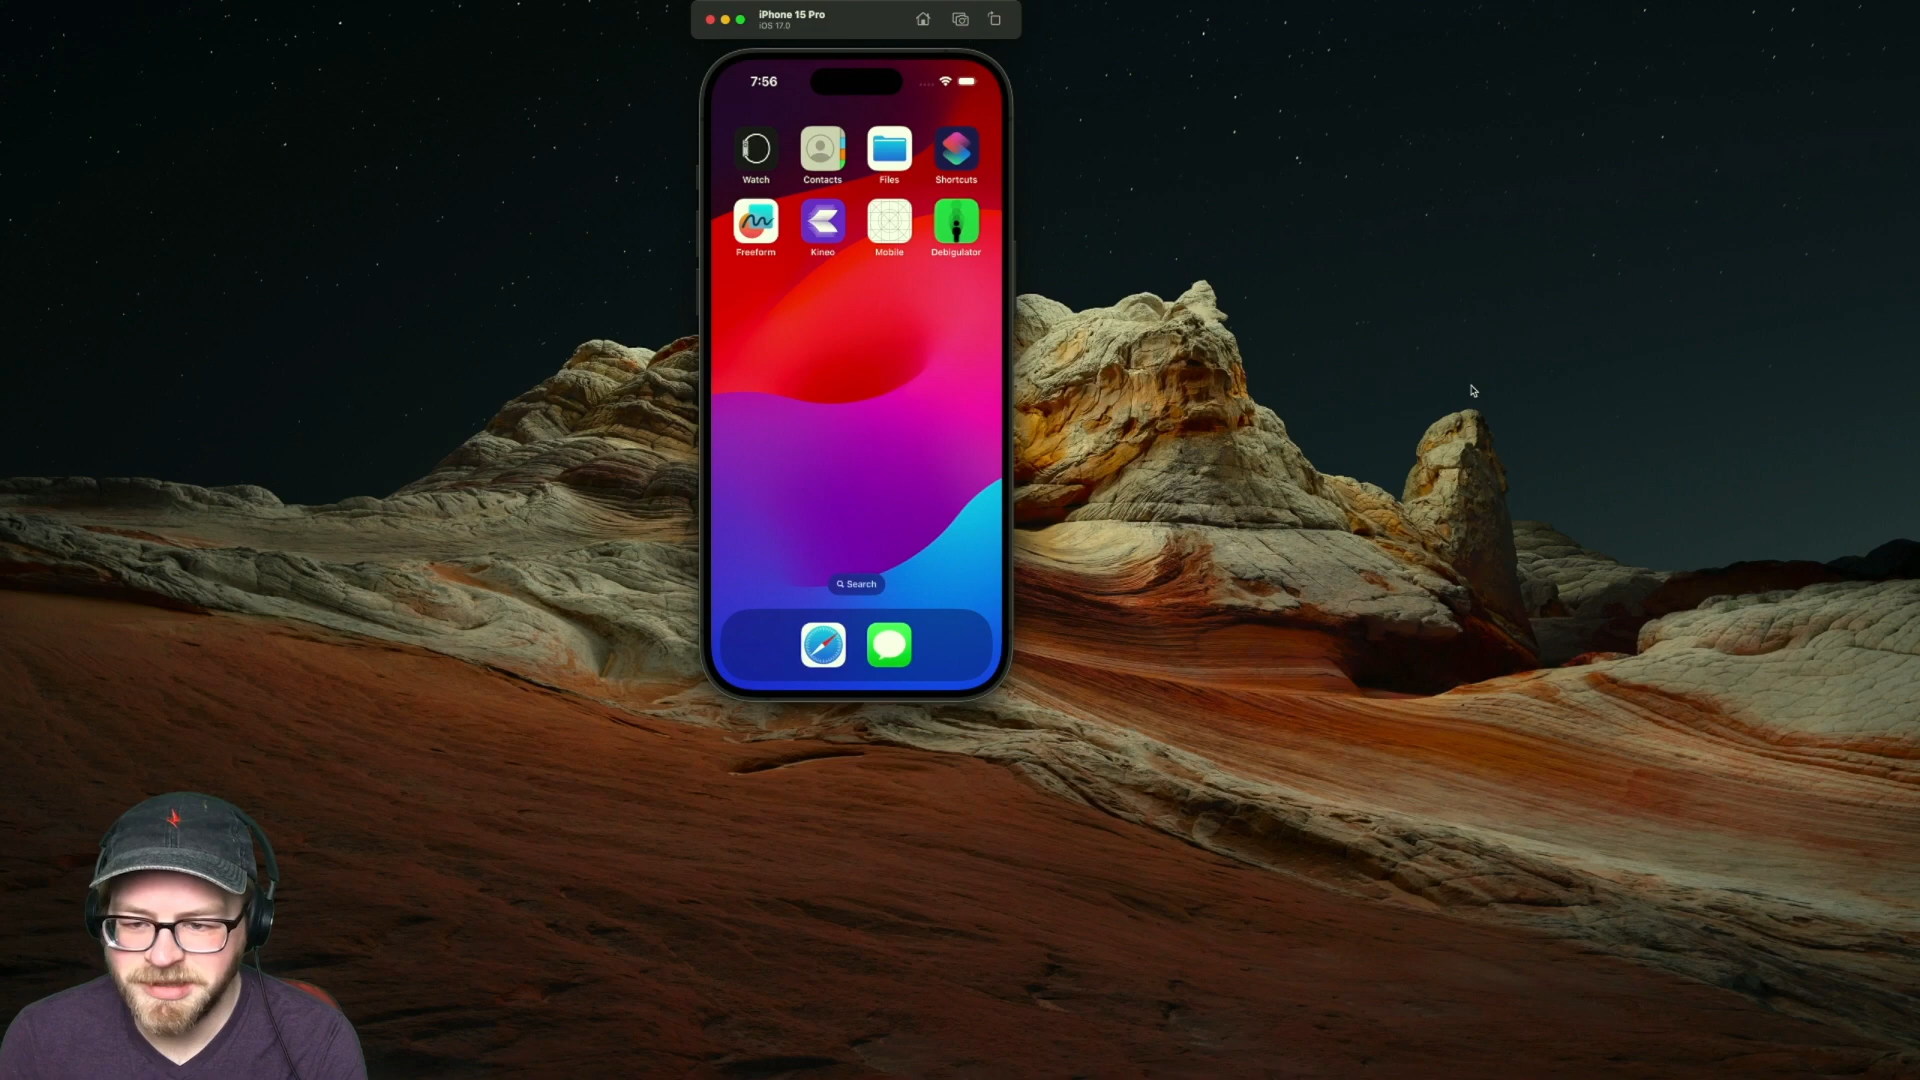 iPhone 15 Pro
iOS 17.0
7:56
Watch Contacts Files Shortcuts
Freeform Kineo Mobile Debigulator
Search